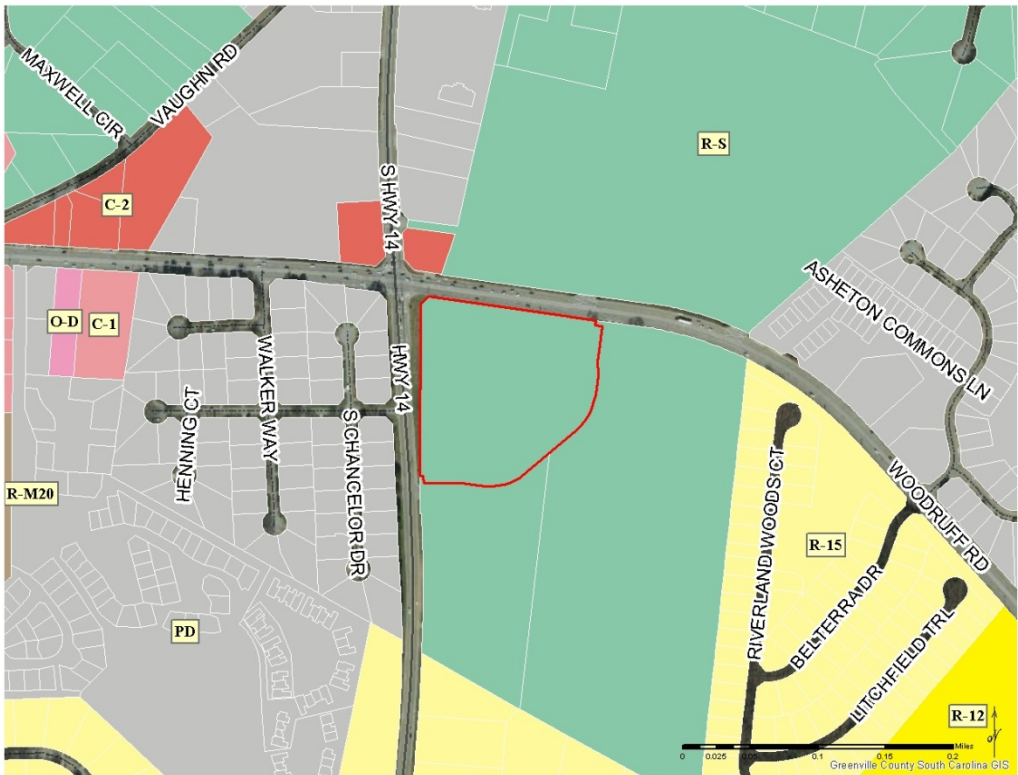 MAXWELL CIR
VAUGHN RD
R-S
C-2
S HWY 14
ASHETON COMMONS LN
O-D
C-1
HENNING CT
WALKER WAY
S CHANCELOR DR
HWY 14
R-M20
PD
RIVERLAND WOODS CT
R-15
BELTERRA DR
WOODRUFF RD
LITCHFIELD TRL
R-12
0 0.025 0.05 0.1 0.15 0.2 Miles
Greenville County South Carolina GIS